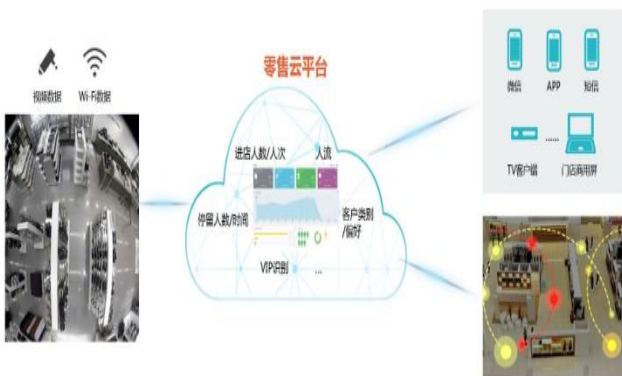 零售云平台
视频数据 Wi-Fi数据
进店人数/人次 人流
停留人数/时间
客户类别
/偏好
VIP识别 ...
微信 APP 短信
......
TV客户端 门店商用屏